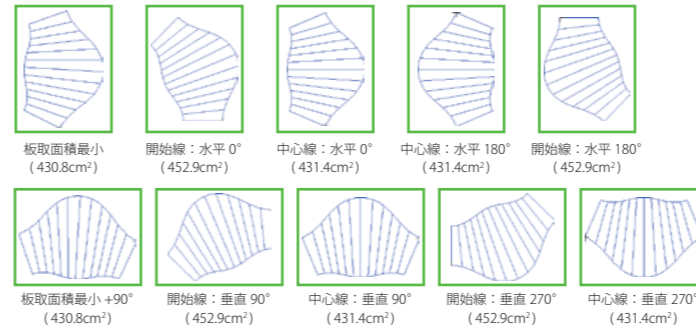 板取面積最小
(430.8cm²)
開始線：水平 0°
(452.9cm²)
中心線：水平 0°
(431.4cm²)
中心線：水平 180°
(431.4cm²)
開始線：水平 180°
(452.9cm²)
板取面積最小 +90°
(430.8cm²)
開始線：垂直 90°
(452.9cm²)
中心線：垂直 90°
(431.4cm²)
開始線：垂直 270°
(452.9cm²)
中心線：垂直 270°
(431.4cm²)